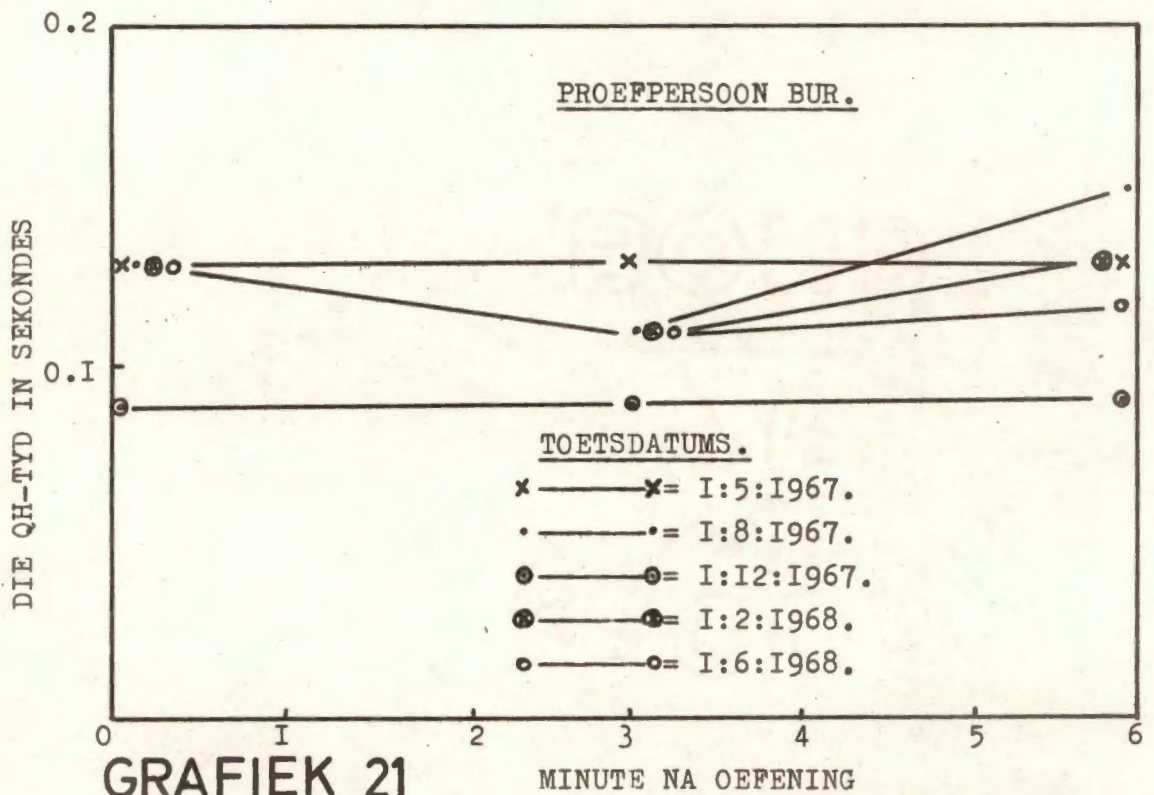 0.2
PROEFPERSOON BUR.
DIE QH-TYD IN SEKONDES
0.I
TOETSDATUMS.
x x= I:5:I967.
· ·= I:8:I967.
⊙ ⊙= I:I2:I967.
⊗ ⊗= I:2:I968.
o o= I:6:I968.
0 I 2 3 4 5 6
GRAFIEK 21 MINUTE NA OEFENING